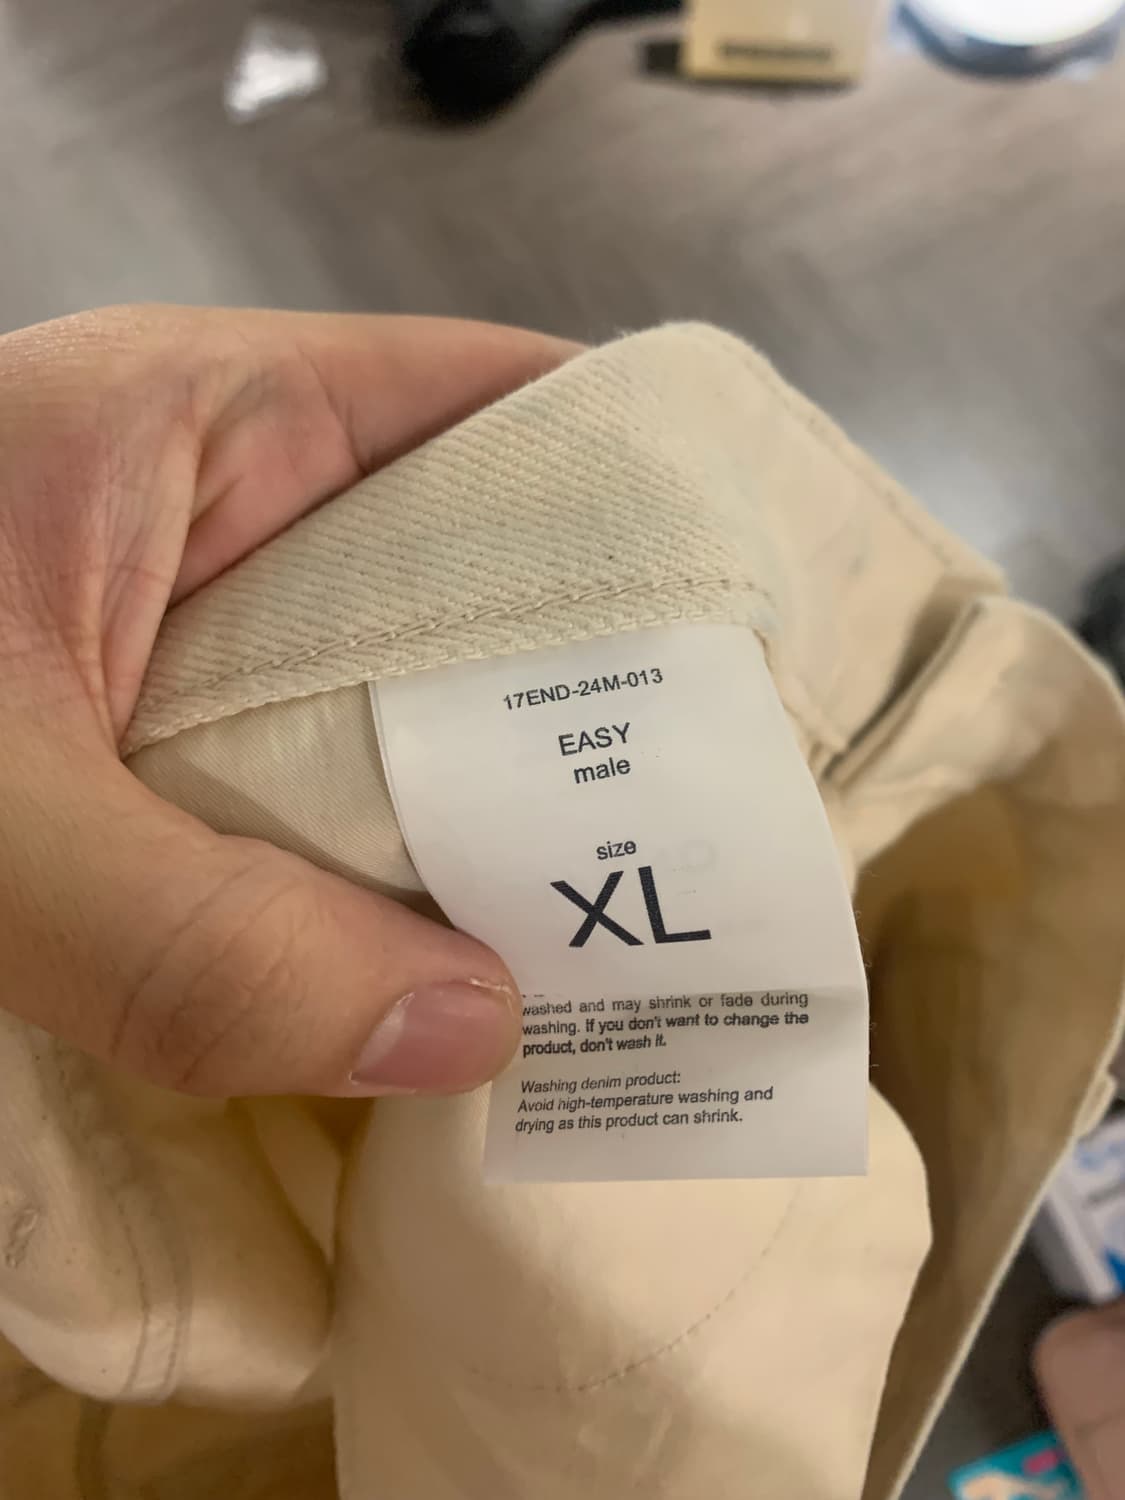 17END-24M-013
EASY
male
size
XL
washed and may shrink or fade during
washing. If you don't want to change the
product, don't wash it.
Washing denim product:
Avoid high-temperature washing and
drying as this product can shrink.